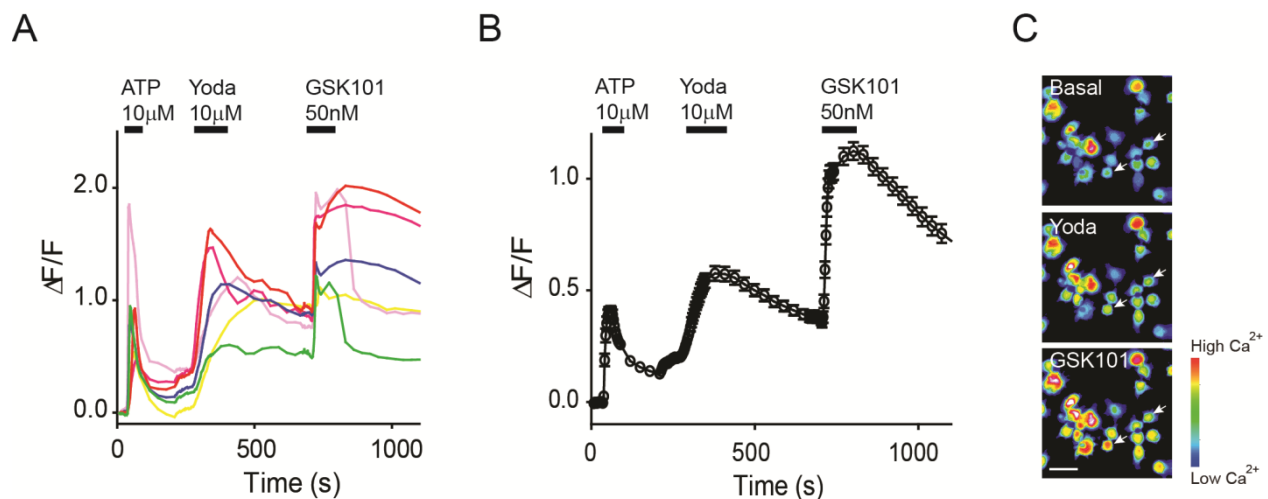 A
ATP
10μM
Yoda
10μM
GSK101
50nM
ΔF/F
2.0
1.0
0.0
0
500
1000
Time (s)
B
ATP
10μM
Yoda
10μM
GSK101
50nM
ΔF/F
1.0
0.5
0.0
0
500
1000
Time (s)
C
Basal
Yoda
GSK101
High Ca²⁺
Low Ca²⁺